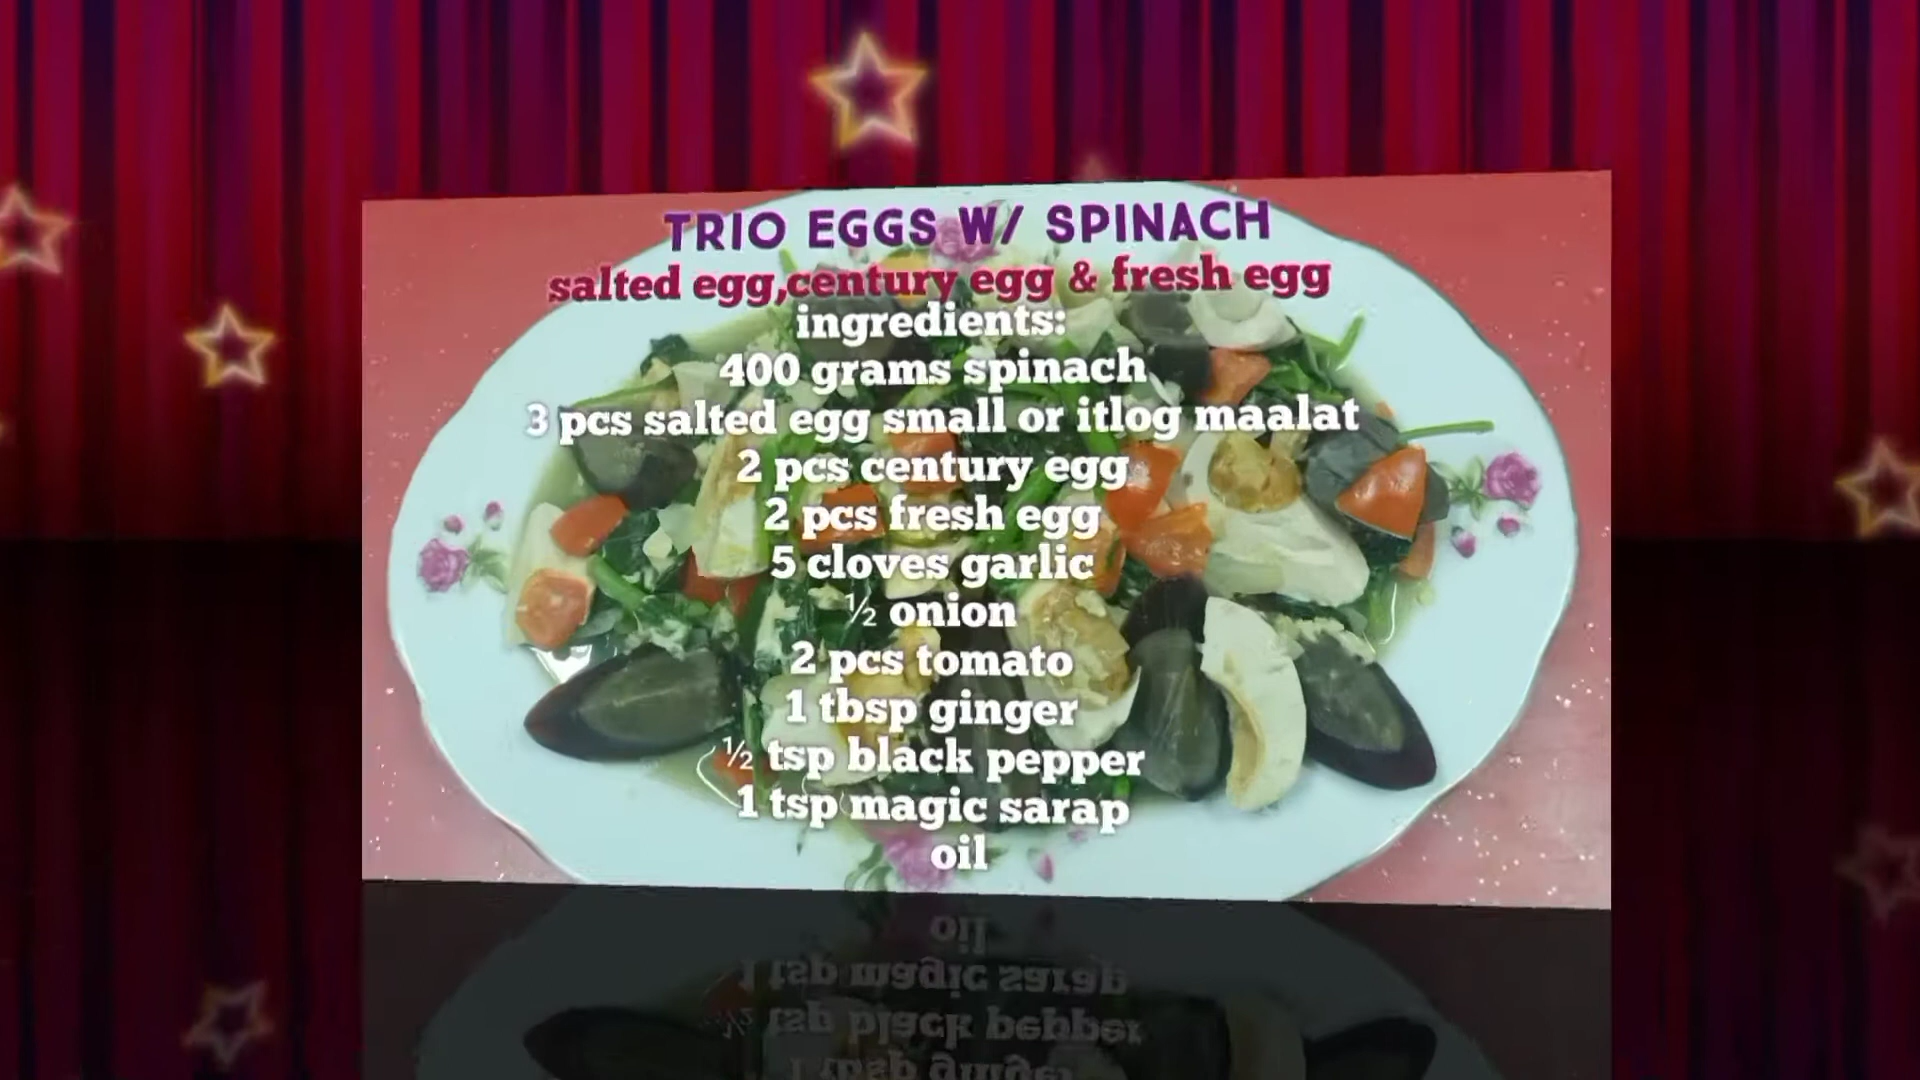 TRIO EGGS W/ SPINACH
salted egg,century egg & fresh egg
ingredients:
400 grams spinach
3 pcs salted egg small or itlog maalat
2 pcs century egg
2 pcs fresh egg
5 cloves garlic
½ onion
2 pcs tomato
1 tbsp ginger
½ tsp black pepper
1 tsp magic sarap
oil